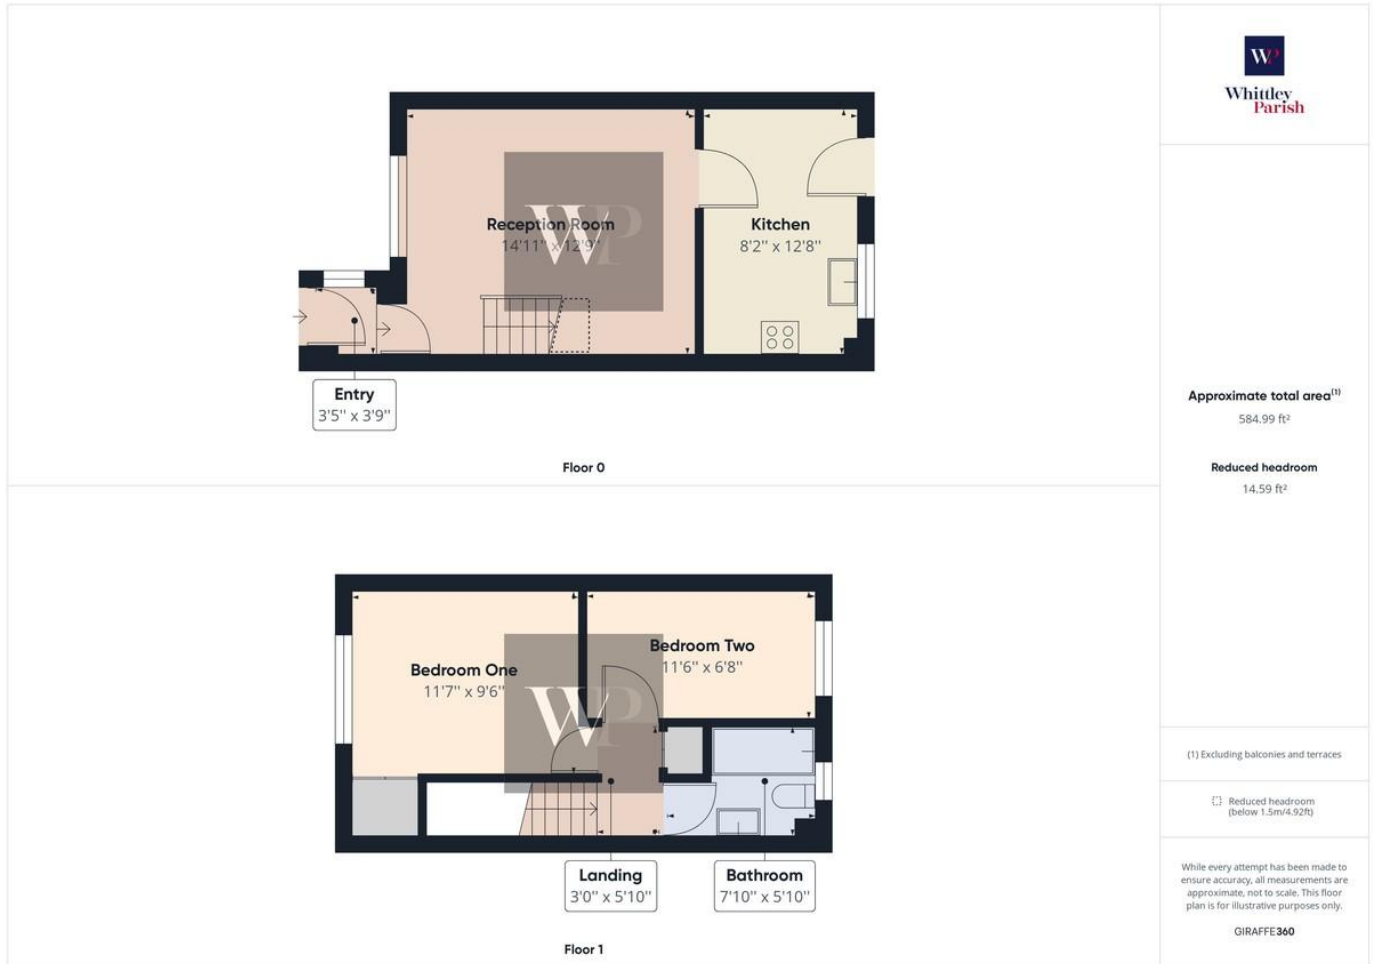 Reception Room
14'11'' x 12'9''
Kitchen
8'2'' x 12'8''
WP
Entry
3'5'' x 3'9''
Floor 0
Bedroom One
11'7'' x 9'6''
Bedroom Two
11'6'' x 6'8''
WP
Landing
3'0'' x 5'10''
Bathroom
7'10'' x 5'10''
Floor 1
WP
Whittley
Parish
Approximate total area(1)
584.99 ft²
Reduced headroom
14.59 ft²
(1) Excluding balconies and terraces
Reduced headroom
(below 1.5m/4.92ft)
While every attempt has been made to
ensure accuracy, all measurements are
approximate, not to scale. This floor
plan is for illustrative purposes only.
GIRAFFE360